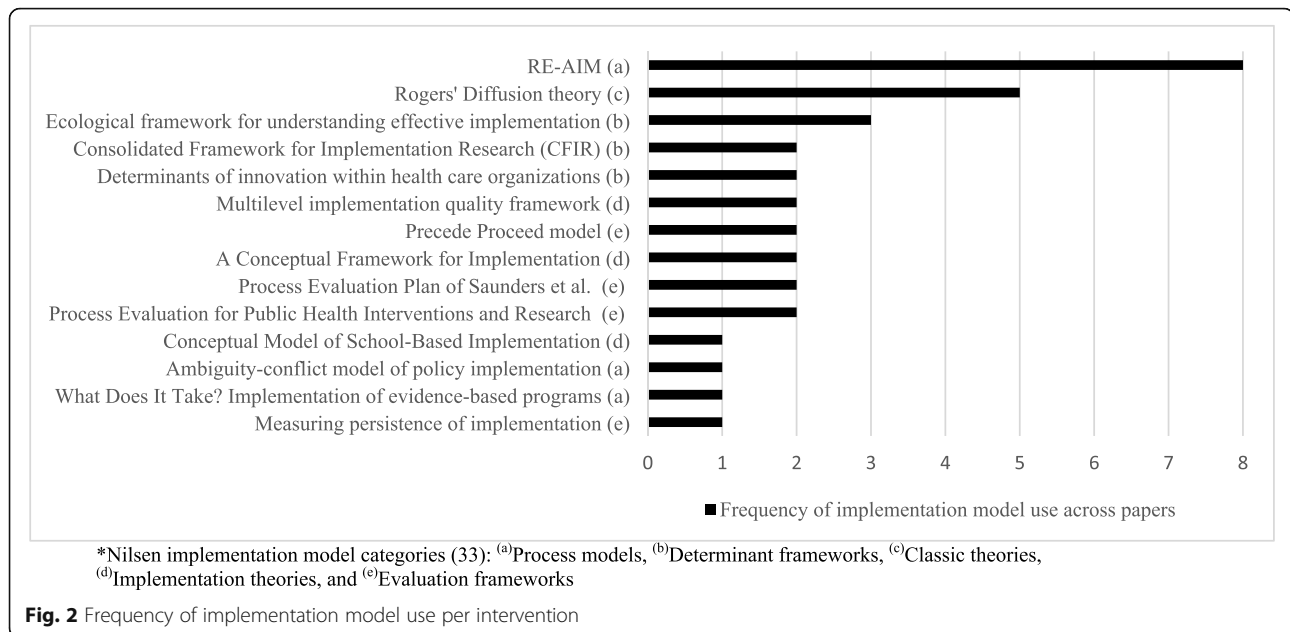 RE-AIM (a)
Rogers' Diffusion theory (c)
Ecological framework for understanding effective implementation (b)
Consolidated Framework for Implementation Research (CFIR) (b)
Determinants of innovation within health care organizations (b)
Multilevel implementation quality framework (d)
Precede Proceed model (e)
A Conceptual Framework for Implementation (d)
Process Evaluation Plan of Saunders et al. (e)
Process Evaluation for Public Health Interventions and Research (e)
Conceptual Model of School-Based Implementation (d)
Ambiguity-conflict model of policy implementation (a)
What Does It Take? Implementation of evidence-based programs (a)
Measuring persistence of implementation (e)
0 1 2 3 4 5 6 7 8
Frequency of implementation model use across papers
*Nilsen implementation model categories (33): (a)Process models, (b)Determinant frameworks, (c)Classic theories,
(d)Implementation theories, and (e)Evaluation frameworks
Fig. 2 Frequency of implementation model use per intervention